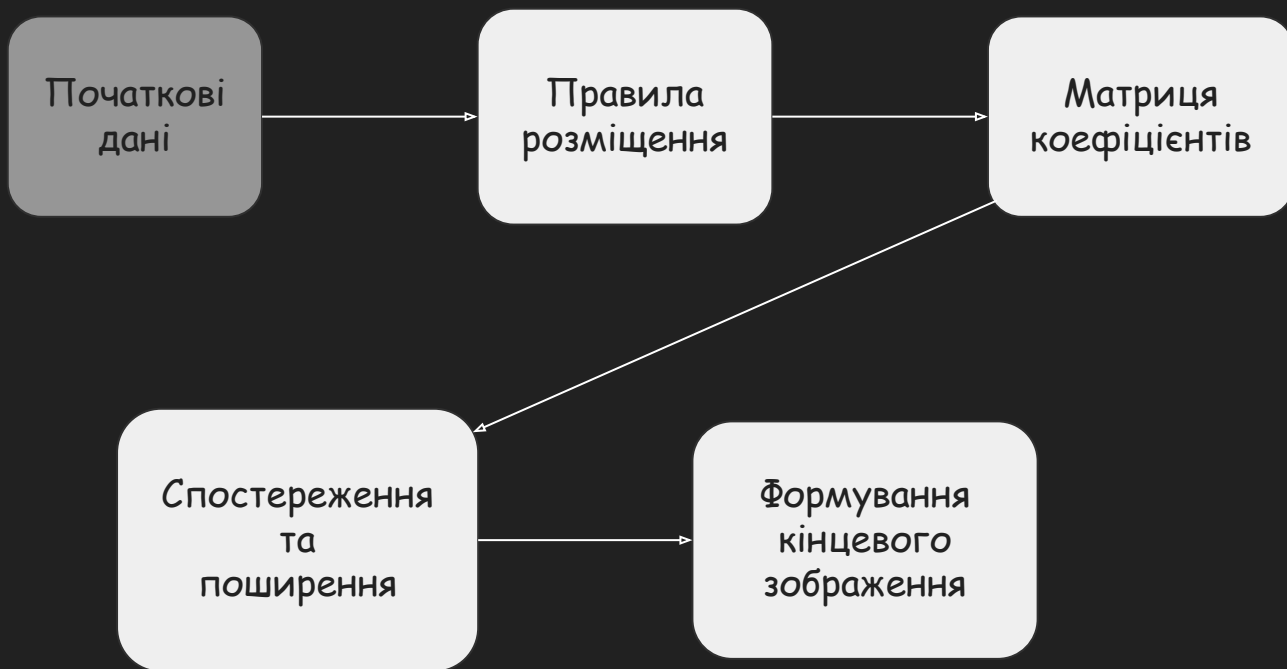 Початкові
дані
Правила
розміщення
Матриця
коефіцієнтів
Спостереження
та
поширення
Формування
кінцевого
зображення